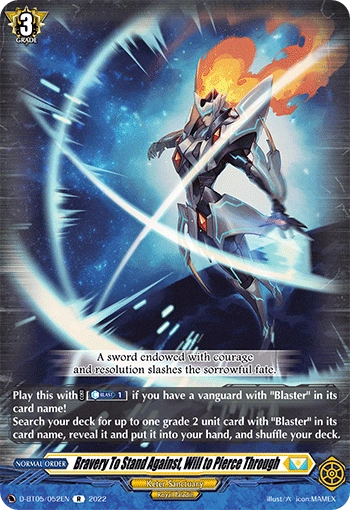 3
GRADE
A sword endowed with courage
and resolution slashes the sorrowful fate.
Play this with COST [ BLAST 1 ] if you have a vanguard with "Blaster" in its
card name!
Search your deck for up to one grade 2 unit card with "Blaster" in its
card name, reveal it and put it into your hand, and shuffle your deck.
NORMAL ORDER
Bravery To Stand Against, Will to Pierce Through
Keter Sanctuary
Royal Paladin
D-BT05/052EN R 2022
illust/ icon:MAMEX